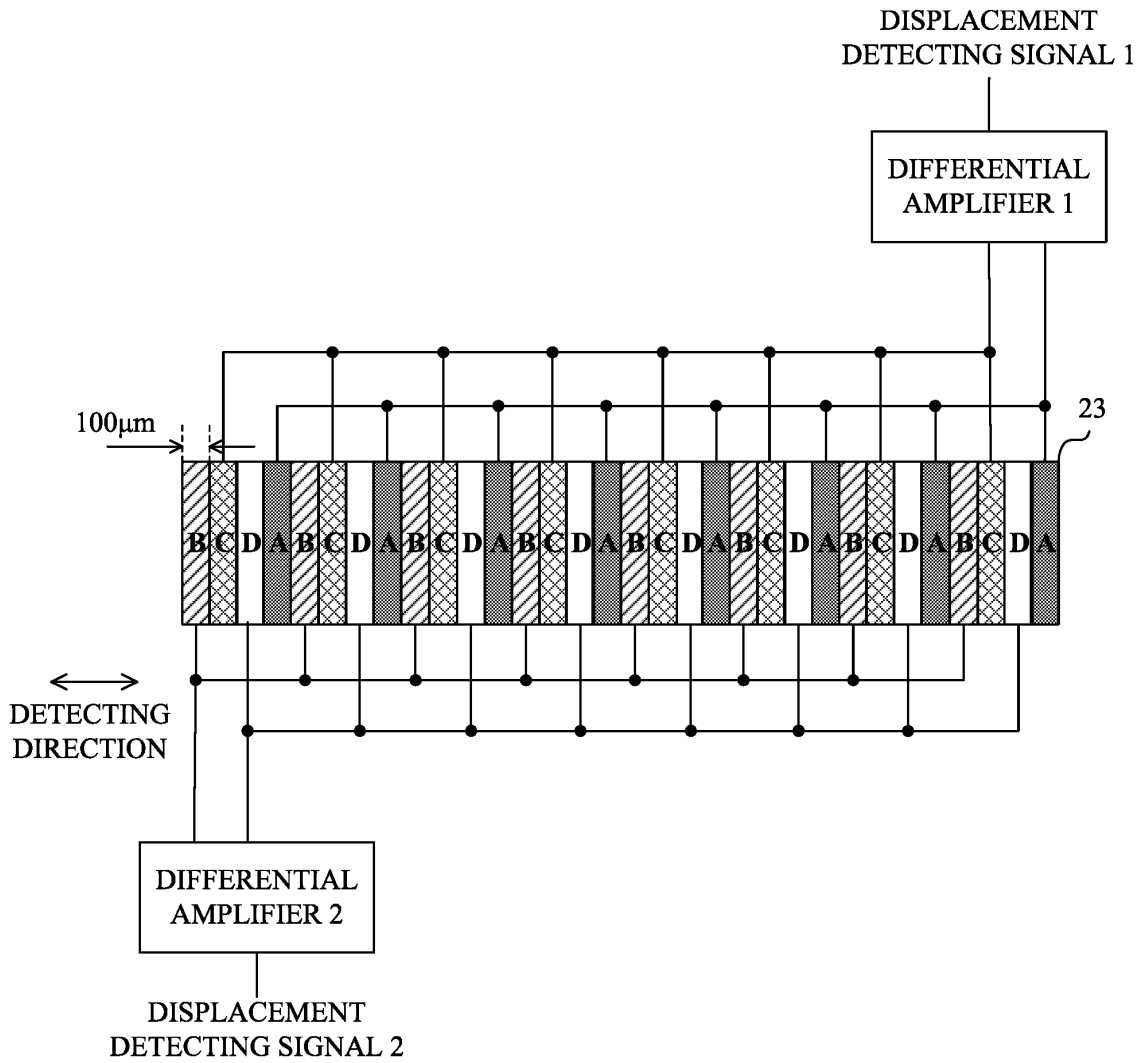 DISPLACEMENT
DETECTING SIGNAL 1
DIFFERENTIAL
AMPLIFIER 1
100μm
23
B C D A B C D A B C D A B C D A B C D A B C D A B C D A B C D A
DETECTING
DIRECTION
DIFFERENTIAL
AMPLIFIER 2
DISPLACEMENT
DETECTING SIGNAL 2